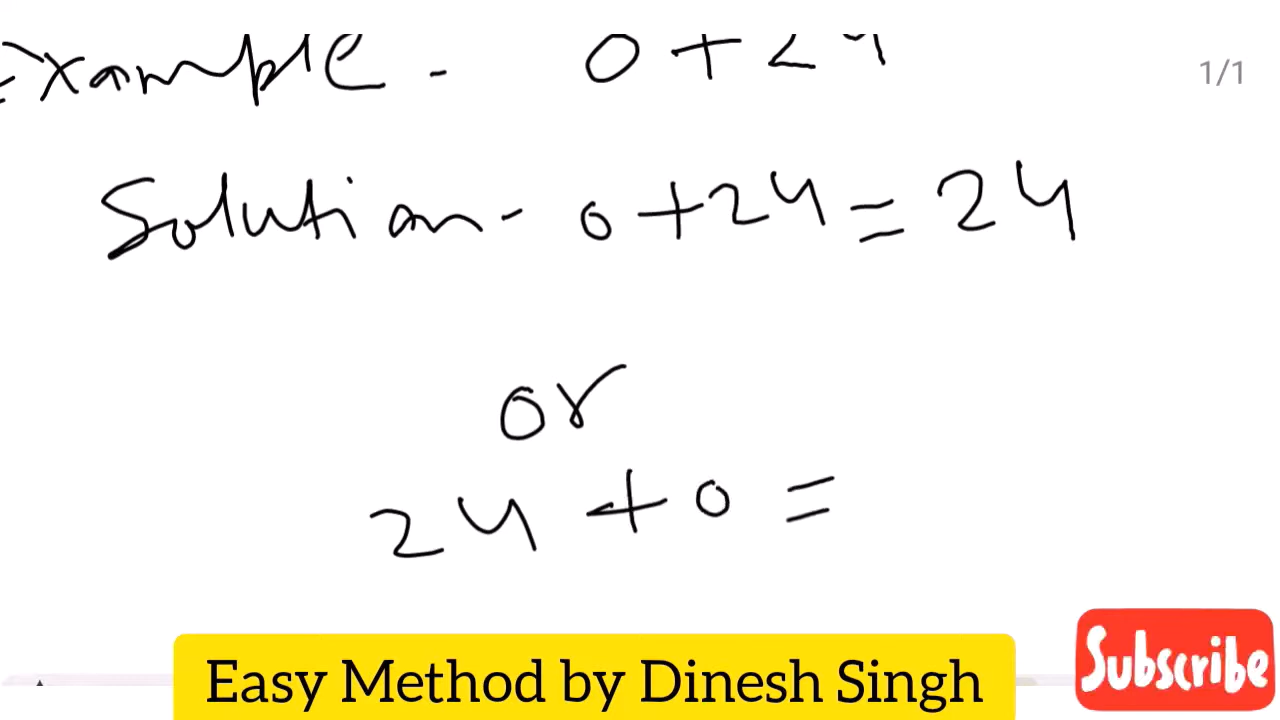 Example - 0 + 24
1/1
Solution - 0 + 24 = 24
or
24 + 0 =
Easy Method by Dinesh Singh
Subscribe